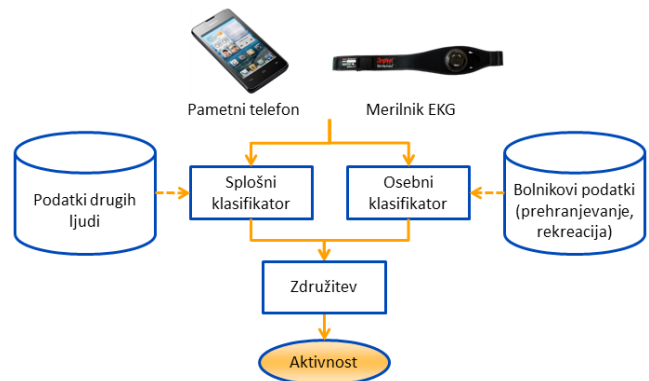 Pametni telefon
Merilnik EKG
Podatki drugih
ljudi
Splošni
klasifikator
Osebni
klasifikator
Bolnikovi podatki
(prehranjevanje,
rekreacija)
Združitev
Aktivnost